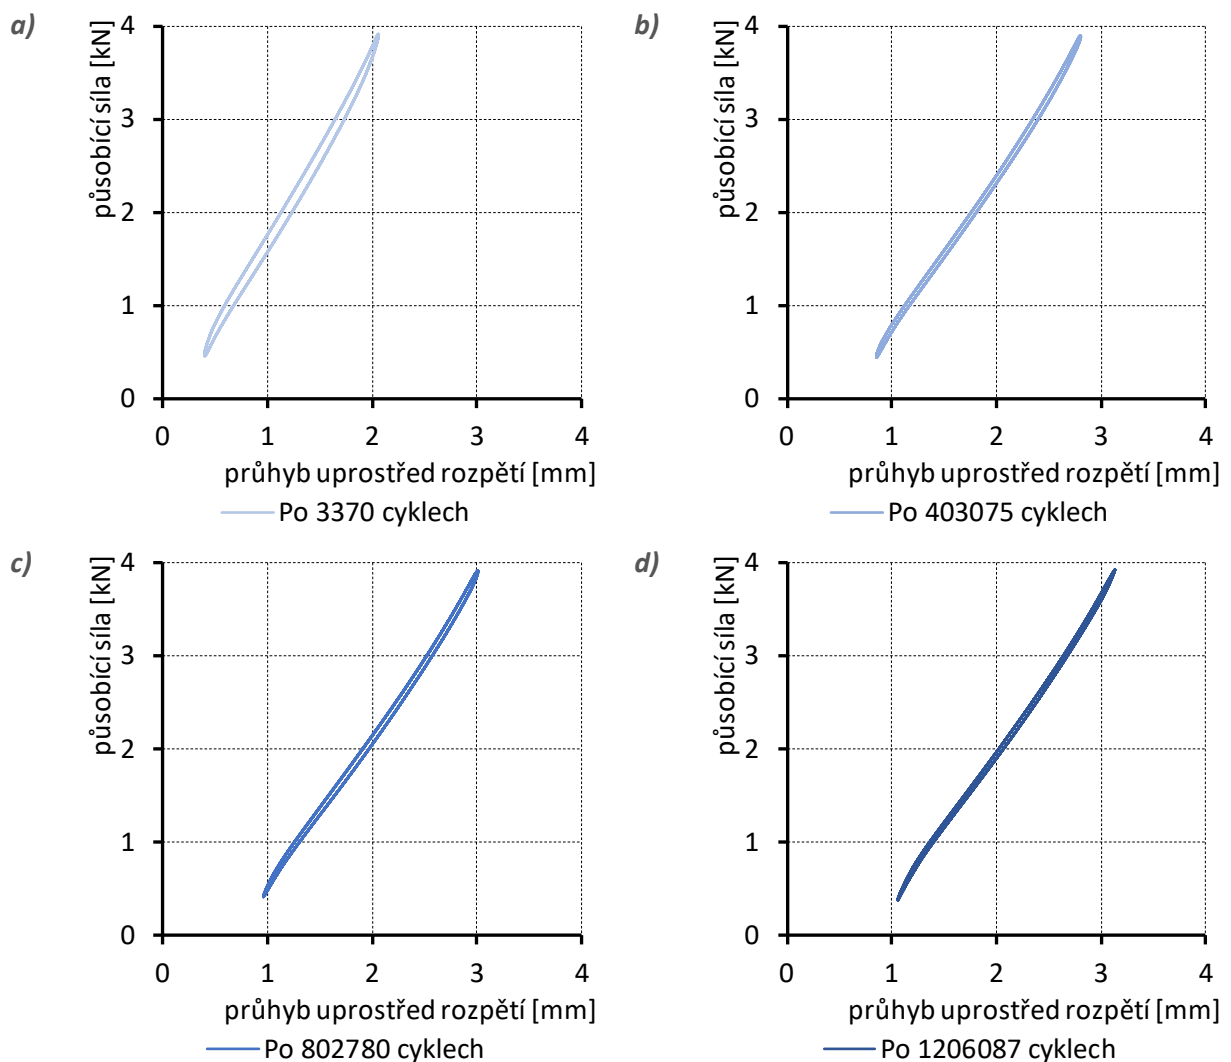 a)
působící síla [kN]
4
3
2
1
0
0 1 2 3 4
průhyb uprostřed rozpětí [mm]
Po 3370 cyklech
b)
působící síla [kN]
4
3
2
1
0
0 1 2 3 4
průhyb uprostřed rozpětí [mm]
Po 403075 cyklech
c)
působící síla [kN]
4
3
2
1
0
0 1 2 3 4
průhyb uprostřed rozpětí [mm]
Po 802780 cyklech
d)
působící síla [kN]
4
3
2
1
0
0 1 2 3 4
průhyb uprostřed rozpětí [mm]
Po 1206087 cyklech